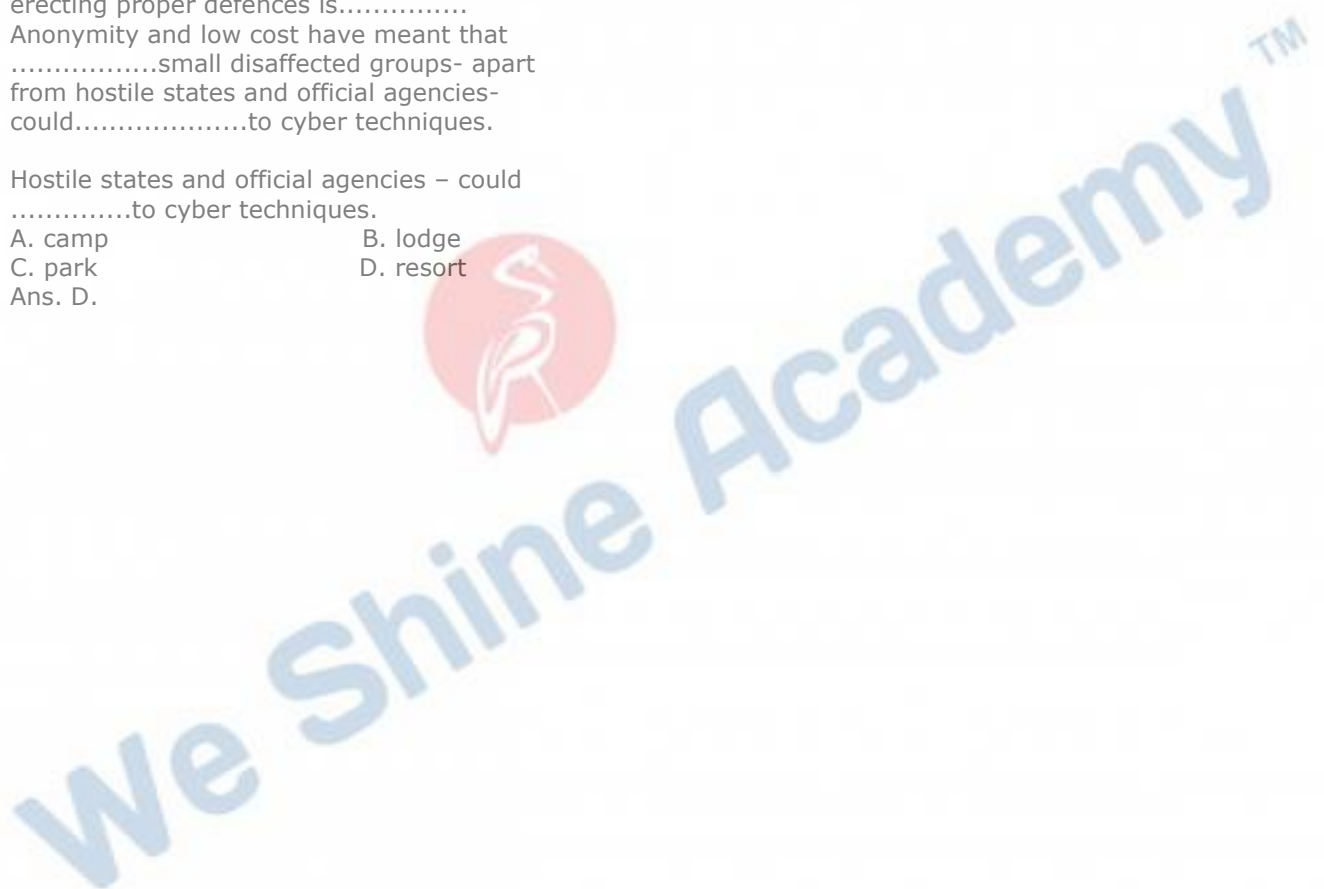 erecting proper defences is...............
Anonymity and low cost have meant that
.................small disaffected groups- apart
from hostile states and official agencies-
could....................to cyber techniques.
Hostile states and official agencies – could
..............to cyber techniques.
A. camp B. lodge
C. park D. resort
Ans. D.
We Shine Academy TM